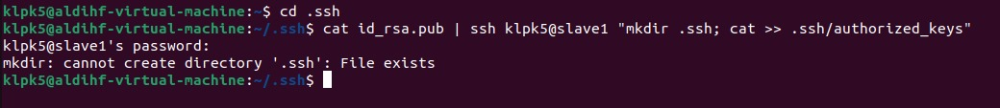 klpk5@aldihf-virtual-machine:~$ cd .ssh
klpk5@aldihf-virtual-machine:~/.ssh$ cat id_rsa.pub | ssh klpk5@slave1 "mkdir .ssh; cat >> .ssh/authorized_keys"
klpk5@slave1's password:
mkdir: cannot create directory '.ssh': File exists
klpk5@aldihf-virtual-machine:~/.ssh$